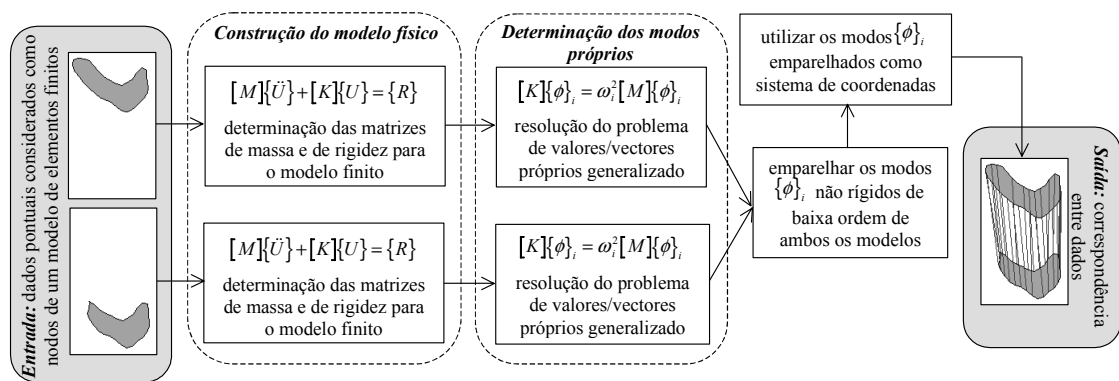 Entrada: dados pontuais considerados como
nodos de um modelo de elementos finitos
Construção do modelo físico
[M]{Ü}+[K]{U}={R}
determinação das matrizes
de massa e de rigidez para
o modelo finito
[M]{Ü}+[K]{U}={R}
determinação das matrizes
de massa e de rigidez para
o modelo finito
Determinação dos modos
próprios
[K]{ϕ}ᵢ=ωᵢ²[M]{ϕ}ᵢ
resolução do problema
de valores/vectores
próprios generalizado
[K]{ϕ}ᵢ=ωᵢ²[M]{ϕ}ᵢ
resolução do problema
de valores/vectores
próprios generalizado
emparelhar os modos
{ϕ}ᵢ não rígidos de
baixa ordem de
ambos os modelos
utilizar os modos{ϕ}ᵢ
emparelhados como
sistema de coordenadas
Saída: correspondência
entre dados